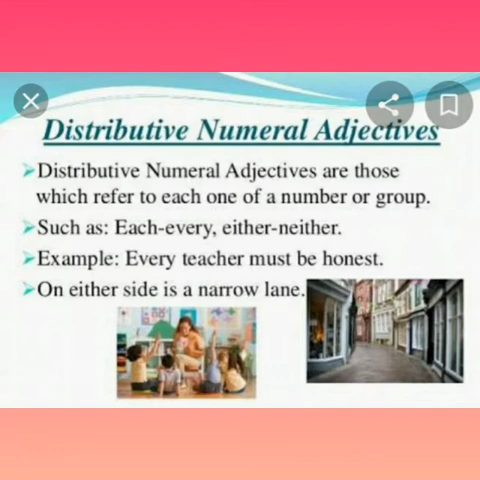 Distributive Numeral Adjectives
Distributive Numeral Adjectives are those
which refer to each one of a number or group.
Such as: Each-every, either-neither.
Example: Every teacher must be honest.
On either side is a narrow lane.